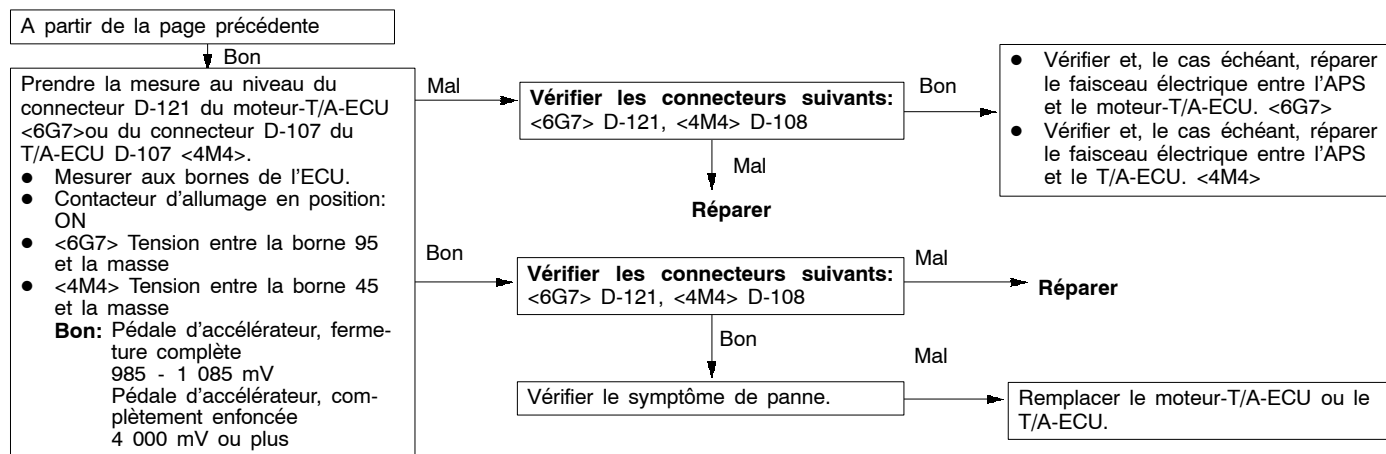 A partir de la page précédente
Bon
Prendre la mesure au niveau du
connecteur D-121 du moteur-T/A-ECU
<6G7>ou du connecteur D-107 du
T/A-ECU D-107 <4M4>.
● Mesurer aux bornes de l'ECU.
● Contacteur d'allumage en position:
ON
● <6G7> Tension entre la borne 95
et la masse
● <4M4> Tension entre la borne 45
et la masse
Bon: Pédale d'accélérateur, ferme-
ture complète
985 - 1 085 mV
Pédale d'accélérateur, com-
plètement enfoncée
4 000 mV ou plus
Mal
Vérifier les connecteurs suivants:
<6G7> D-121, <4M4> D-108
Bon
● Vérifier et, le cas échéant, réparer
le faisceau électrique entre l'APS
et le moteur-T/A-ECU. <6G7>
● Vérifier et, le cas échéant, réparer
le faisceau électrique entre l'APS
et le T/A-ECU. <4M4>
Mal
Réparer
Bon
Vérifier les connecteurs suivants:
<6G7> D-121, <4M4> D-108
Mal
Réparer
Bon
Vérifier le symptôme de panne.
Mal
Remplacer le moteur-T/A-ECU ou le
T/A-ECU.